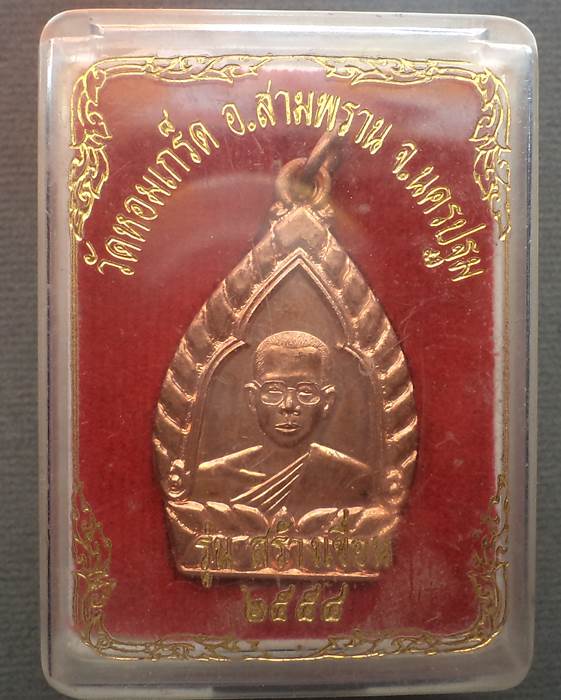 วัดหอมเกร็ด อ.สามพราน จ.นครปฐม
รุ่น สร้างเขื่อน
๒๕๕๔